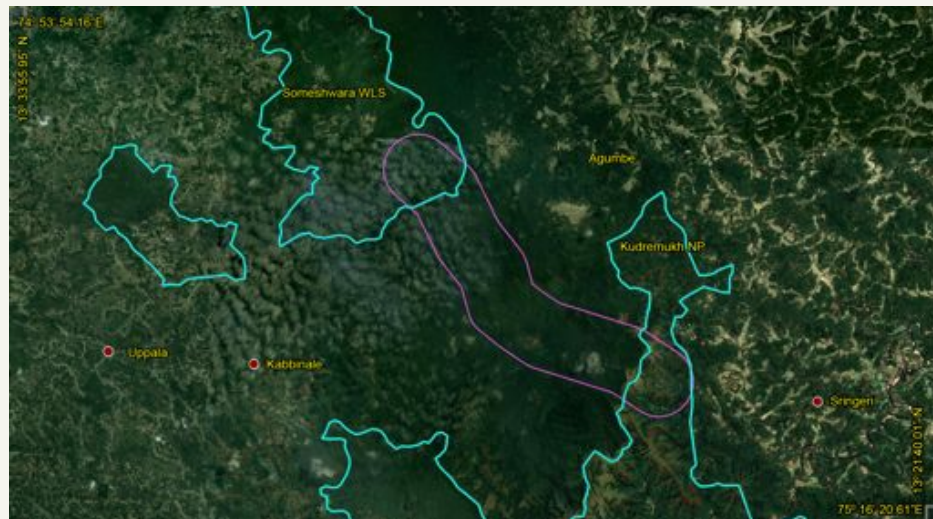 74° 53' 54.16"E
13° 33' 55.95" N
Someshwara WLS
Agumbe
Kudremukh NP
Uppala
Kabbinale
Sringeri
13° 21' 40.01" N
75° 16' 20.61"E